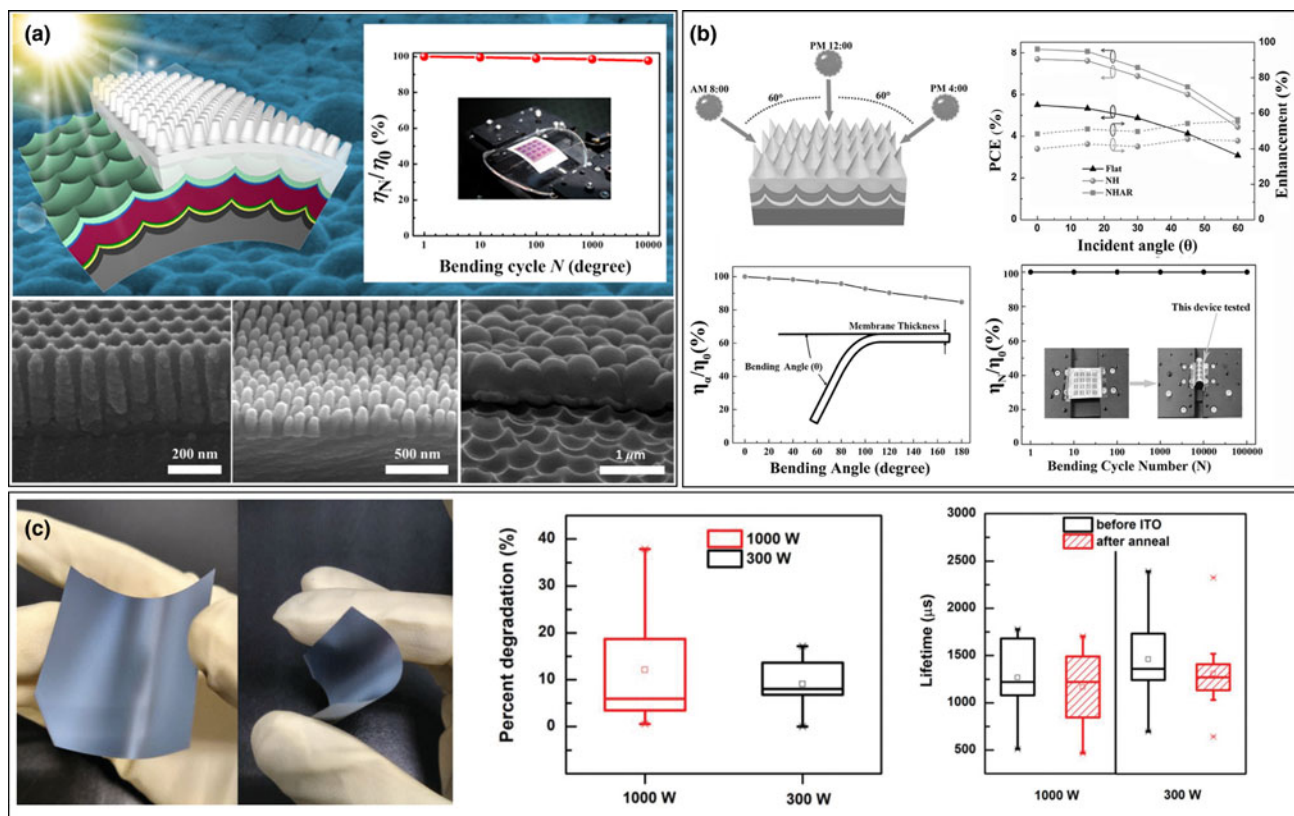 (a)
100
80
60
40
20
0
ηN/η0 (%)
1
10
100
1000
10000
Bending cycle N (degree)
200 nm
500 nm
1 μm
(b)
PM 12:00
AM 8:00
60°
60°
PM 4:00
PCE (%)
8
6
4
2
0
100
80
60
40
20
0
Enhancement (%)
Flat
NH
NHAR
0 10 20 30 40 50 60
Incident angle (θ)
ηα/η0(%)
100
80
60
40
20
0
Membrane Thickness
Bending Angle (θ)
0 20 40 60 80 100 120 140 160 180
Bending Angle (degree)
ηN/η0(%)
100
80
60
40
20
0
This device tested
1 10 100 1000 10000 100000
Bending Cycle Number (N)
(c)
Percent degradation (%)
40
30
20
10
0
1000 W
300 W
1000 W
300 W
Lifetime (μs)
3000
2500
2000
1500
1000
500
before ITO
after anneal
1000 W
300 W